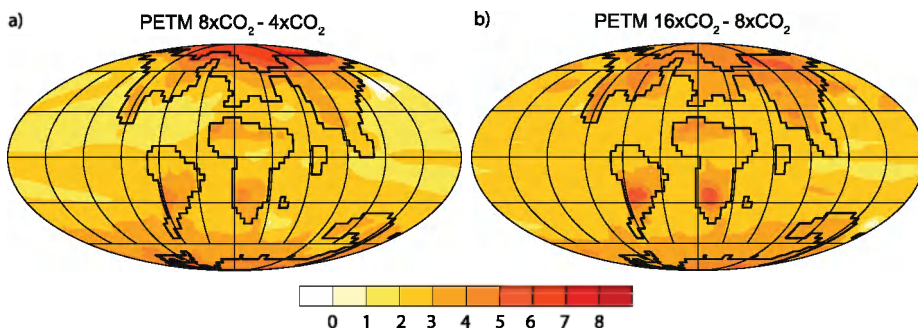 a) PETM 8xCO₂ - 4xCO₂
b) PETM 16xCO₂ - 8xCO₂
0 1 2 3 4 5 6 7 8